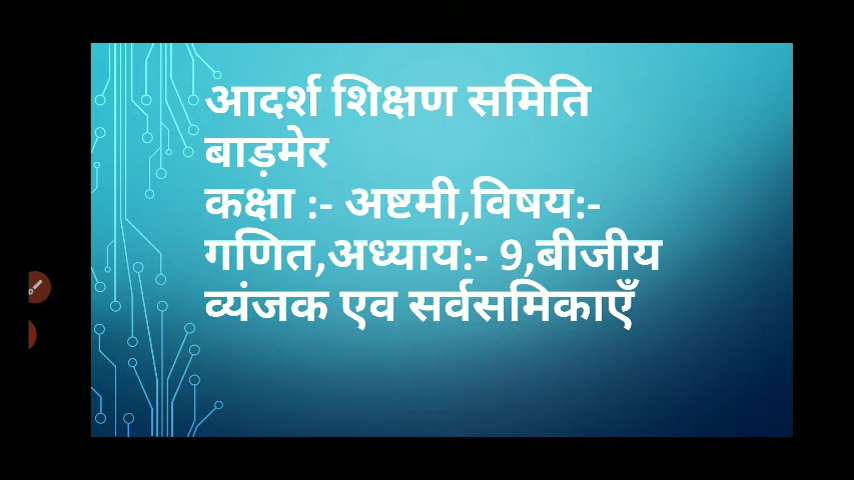 आदर्श शिक्षण समिति
बाड़मेर
कक्षा :- अष्टमी,विषय:-
गणित,अध्याय:- 9,बीजीय
व्यंजक एव सर्वसमिकाएँ